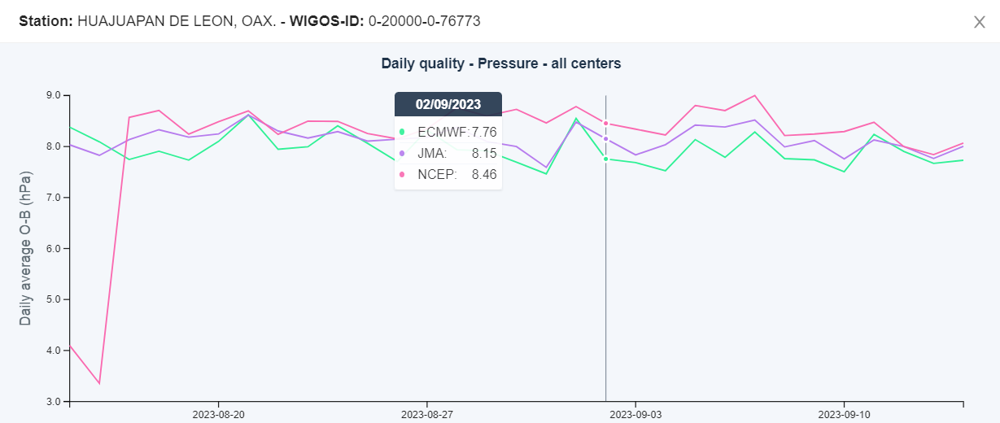 Station: HUAJUAPAN DE LEON, OAX. - WIGOS-ID: 0-20000-0-76773
Daily quality - Pressure - all centers
Daily average O-B (hPa)
9.0
8.0
7.0
6.0
5.0
4.0
3.0
02/09/2023
ECMWF: 7.76
JMA: 8.15
NCEP: 8.46
2023-08-20 2023-08-27 2023-09-03 2023-09-10